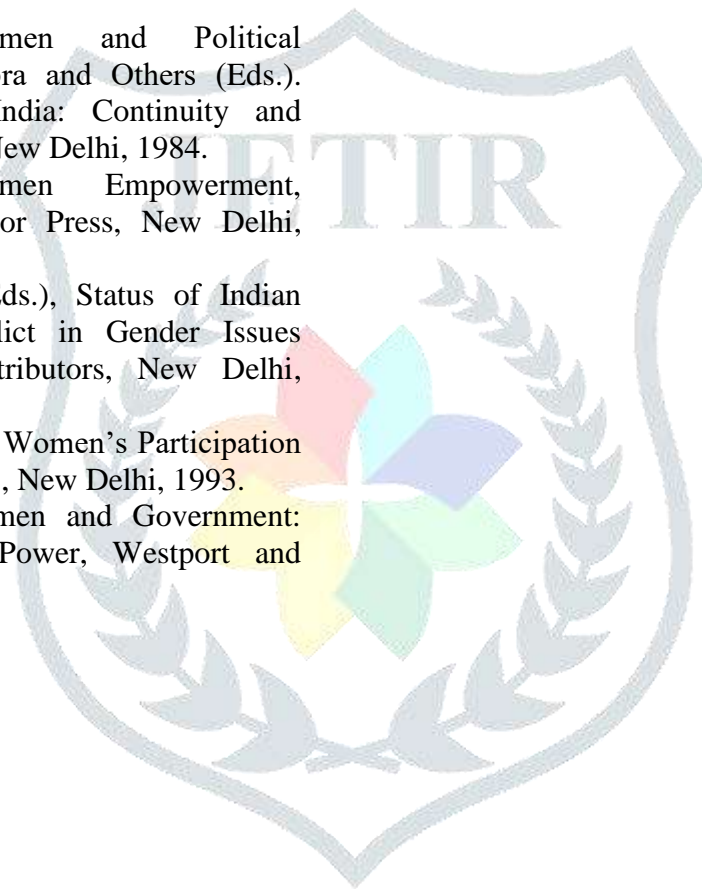 men and Political
ora and Others (Eds.).
ndia: Continuity and
New Delhi, 1984.
men Empowerment,
or Press, New Delhi,
Eds.), Status of Indian
lict in Gender Issues
tributors, New Delhi,
Women's Participation
, New Delhi, 1993.
men and Government:
Power, Westport and
JETIR